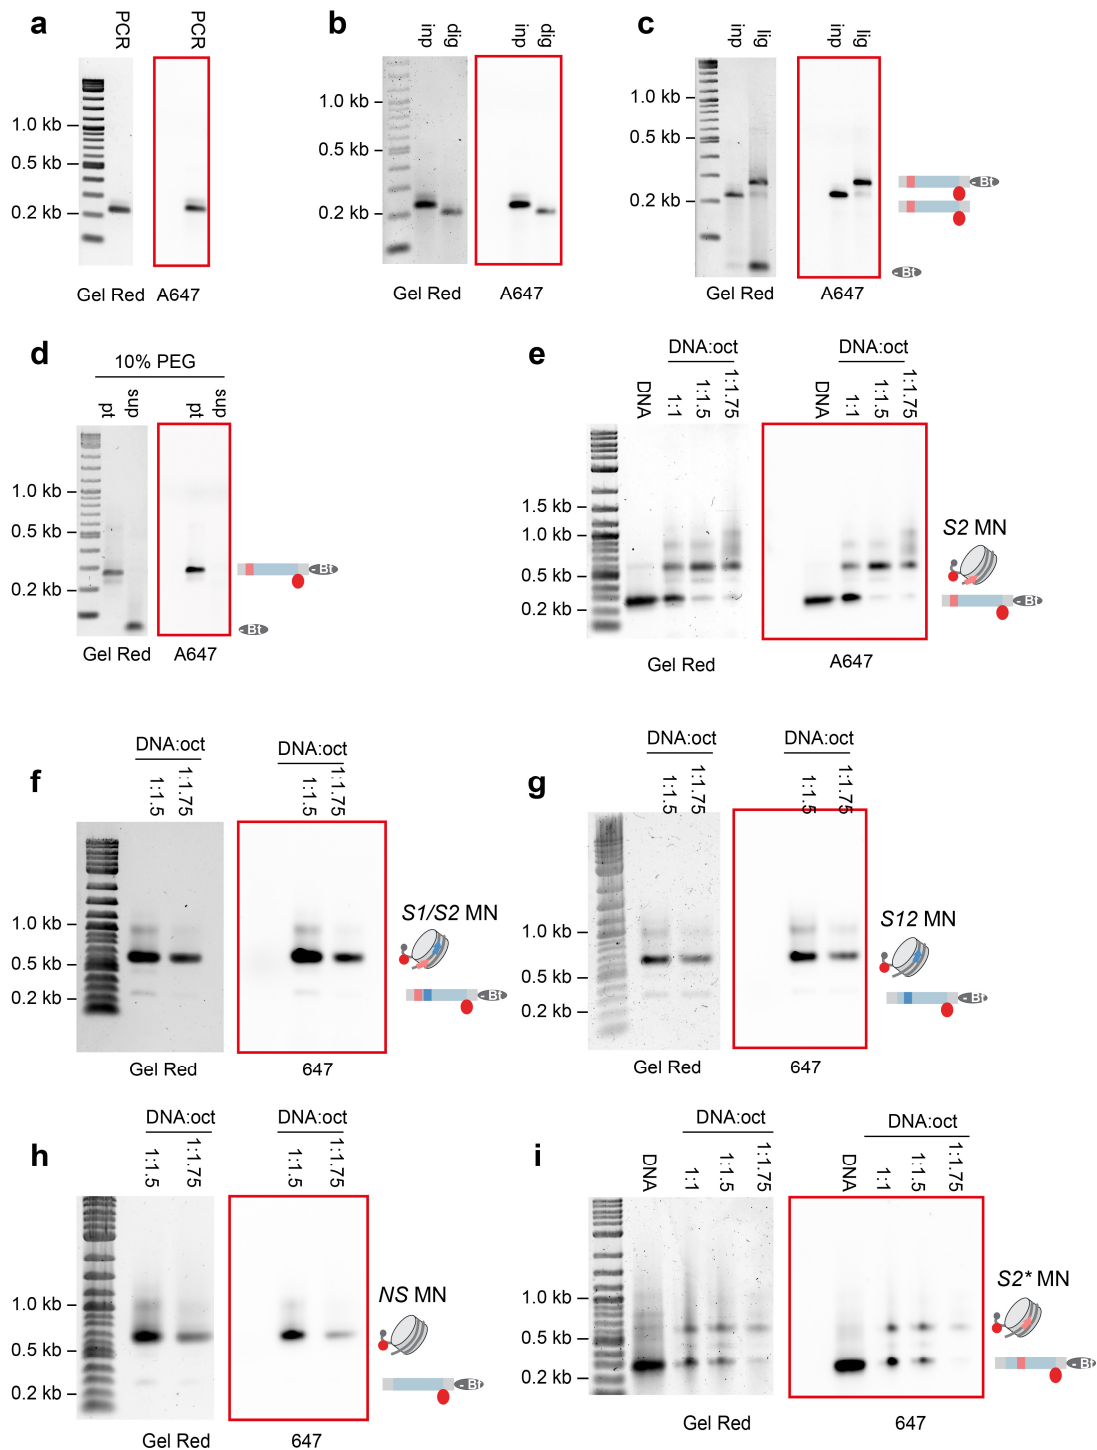 a
PCR
PCR
1.0 kb
0.5 kb
0.2 kb
Gel Red
A647
b
inp
dig
inp
dig
1.0 kb
0.5 kb
0.2 kb
Gel Red
A647
c
inp
lig
inp
lig
1.0 kb
0.5 kb
0.2 kb
Bt
Bt
Gel Red
A647
d
10% PEG
pt
sup
pt
sup
1.0 kb
0.5 kb
0.2 kb
Bt
Bt
Gel Red
A647
e
DNA:oct
DNA:oct
DNA
1:1
1:1.5
1:1.75
DNA
1:1
1:1.5
1:1.75
1.5 kb
1.0 kb
0.5 kb
0.2 kb
S2 MN
Bt
Gel Red
A647
f
DNA:oct
DNA:oct
1:1.5
1:1.75
1:1.5
1:1.75
1.0 kb
0.5 kb
0.2 kb
S1/S2 MN
Bt
Gel Red
647
g
DNA:oct
DNA:oct
1:1.5
1:1.75
1:1.5
1:1.75
1.0 kb
0.5 kb
0.2 kb
S12 MN
Bt
Gel Red
647
h
DNA:oct
DNA:oct
1:1.5
1:1.75
1:1.5
1:1.75
1.0 kb
0.5 kb
0.2 kb
NS MN
Bt
Gel Red
647
i
DNA:oct
DNA:oct
DNA
1:1
1:1.5
1:1.75
DNA
1:1
1:1.5
1:1.75
1.0 kb
0.5 kb
0.2 kb
S2* MN
Bt
Gel Red
647